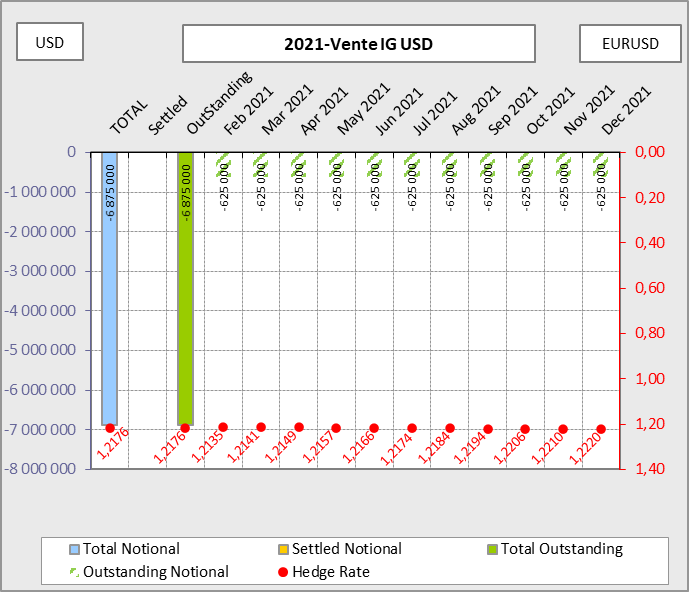 USD
2021-Vente IG USD
EURUSD
TOTAL
Settled
OutStanding
Feb 2021
Mar 2021
Apr 2021
May 2021
Jun 2021
Jul 2021
Aug 2021
Sep 2021
Oct 2021
Nov 2021
Dec 2021
0
-1 000 000
-2 000 000
-3 000 000
-4 000 000
-5 000 000
-6 000 000
-7 000 000
-8 000 000
-6 875 000
-6 875 000
-625 000
-625 000
-625 000
-625 000
-625 000
-625 000
-625 000
-625 000
-625 000
-625 000
-625 000
0,00
0,20
0,40
0,60
0,80
1,00
1,20
1,40
1,2176
1,2176
1,2135
1,2141
1,2149
1,2157
1,2166
1,2174
1,2184
1,2194
1,2206
1,2210
1,2220
Total Notional
Settled Notional
Total Outstanding
Outstanding Notional
Hedge Rate